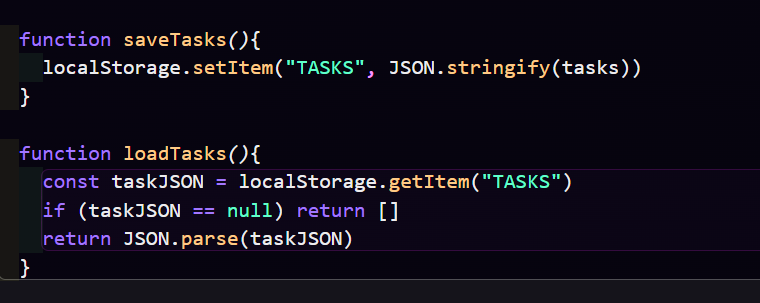 function saveTasks(){
  localStorage.setItem("TASKS", JSON.stringify(tasks))
}

function loadTasks(){
  const taskJSON = localStorage.getItem("TASKS")
  if (taskJSON == null) return []
  return JSON.parse(taskJSON)
}